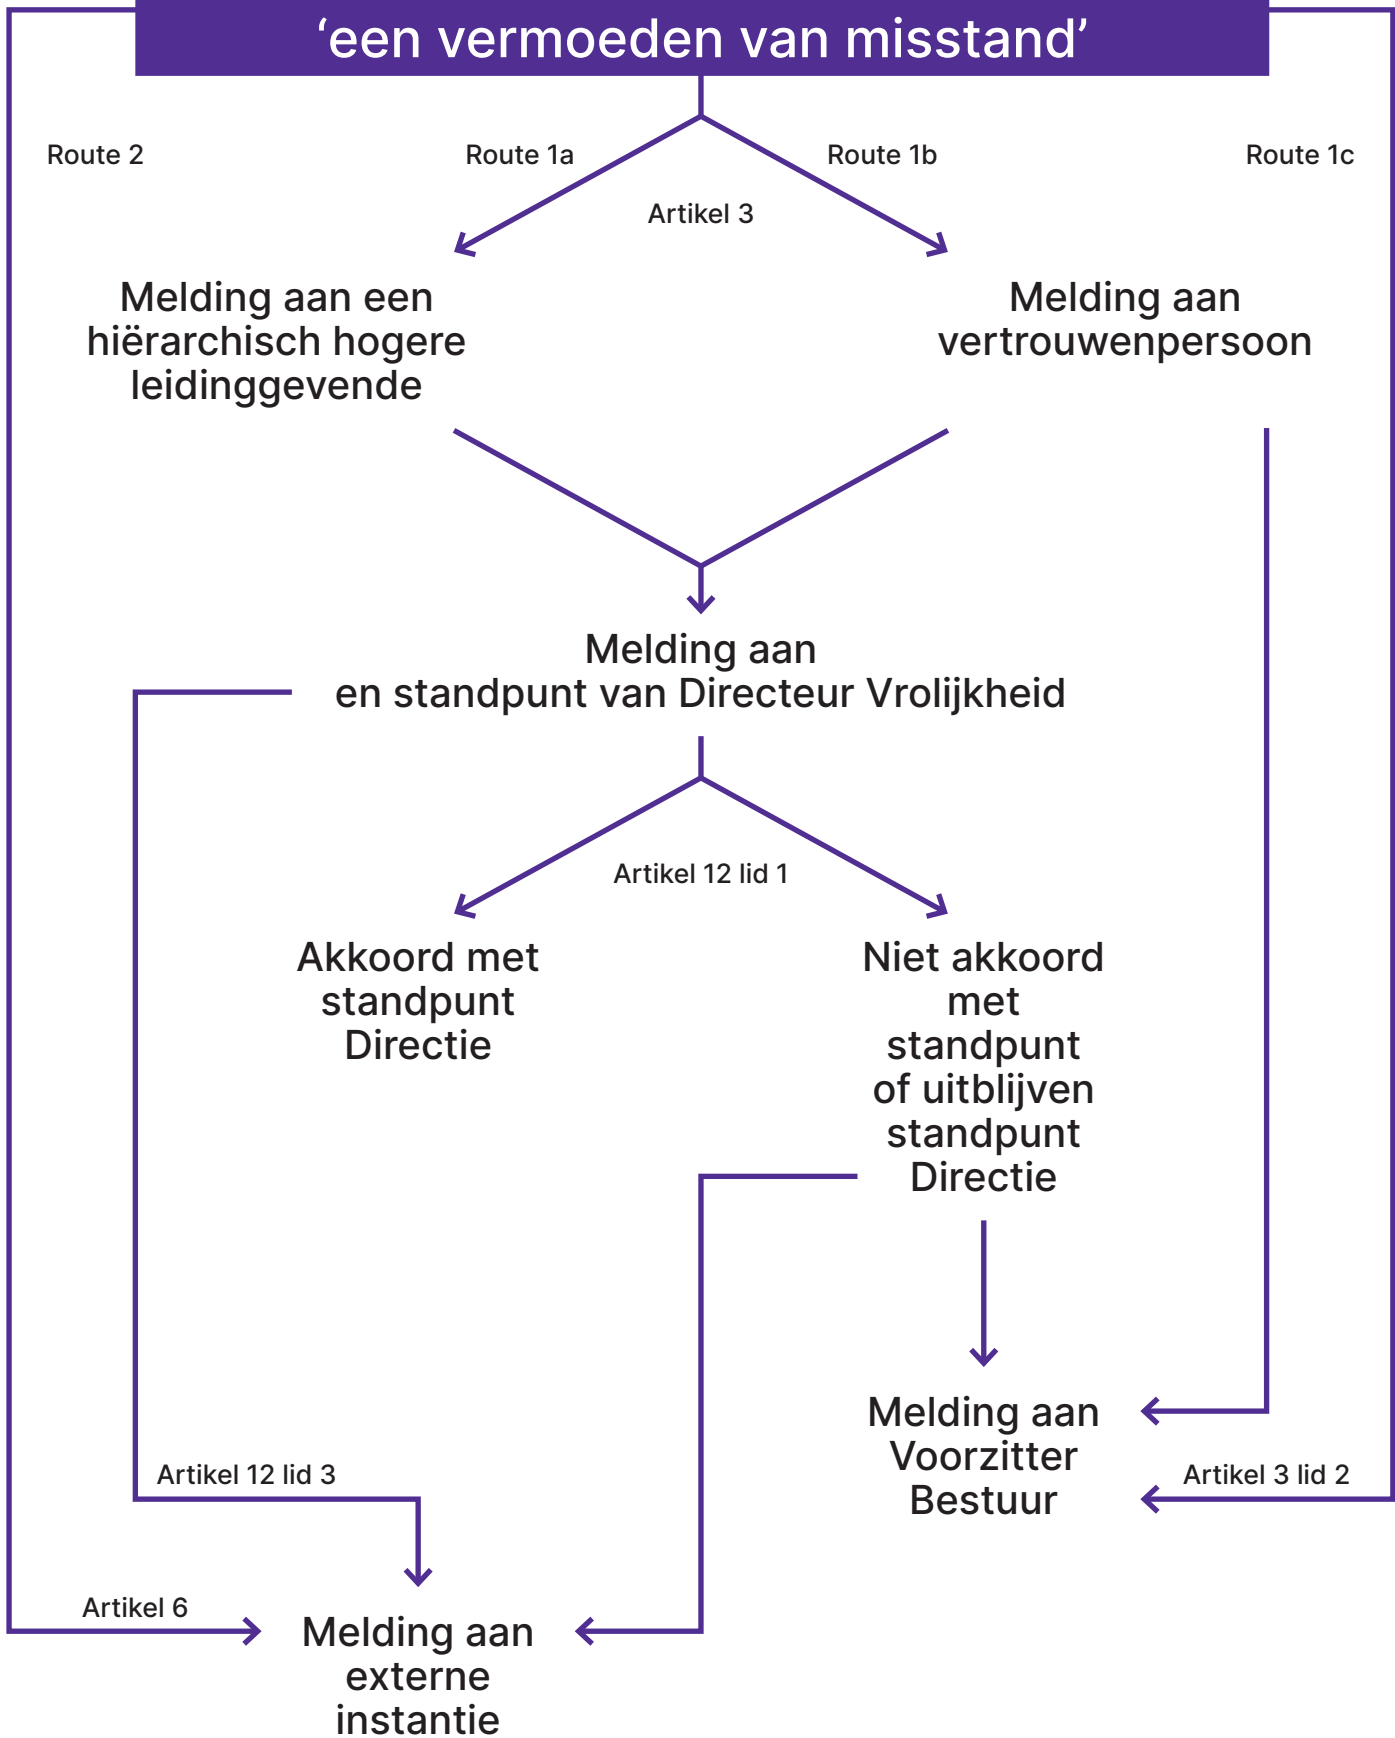 ‘een vermoeden van misstand’
Route 2
Route 1a
Route 1b
Route 1c
Artikel 3
Melding aan een
hiërarchisch hogere
leidinggevende
Melding aan
vertrouwenpersoon
Melding aan
en standpunt van Directeur Vrolijkheid
Artikel 12 lid 1
Akkoord met
standpunt
Directie
Niet akkoord
met
standpunt
of uitblijven
standpunt
Directie
Melding aan
Voorzitter
Bestuur
Artikel 12 lid 3
Artikel 3 lid 2
Artikel 6
Melding aan
externe
instantie